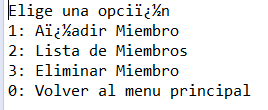 Elige una opciï¿½n
1: Aï¿½adir Miembro
2: Lista de Miembros
3: Eliminar Miembro
0: Volver al menu principal